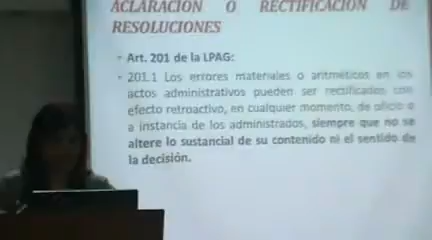 ACLARACIÓN O RECTIFICACIÓN DE
RESOLUCIONES
- Art. 201 de la LPAG:
- 201.1 Los errores materiales o aritméticos en los
actos administrativos pueden ser rectificados con
efecto retroactivo, en cualquier momento, de oficio o
a instancia de los administrados, siempre que no se
altere lo sustancial de su contenido ni el sentido de
la decisión.